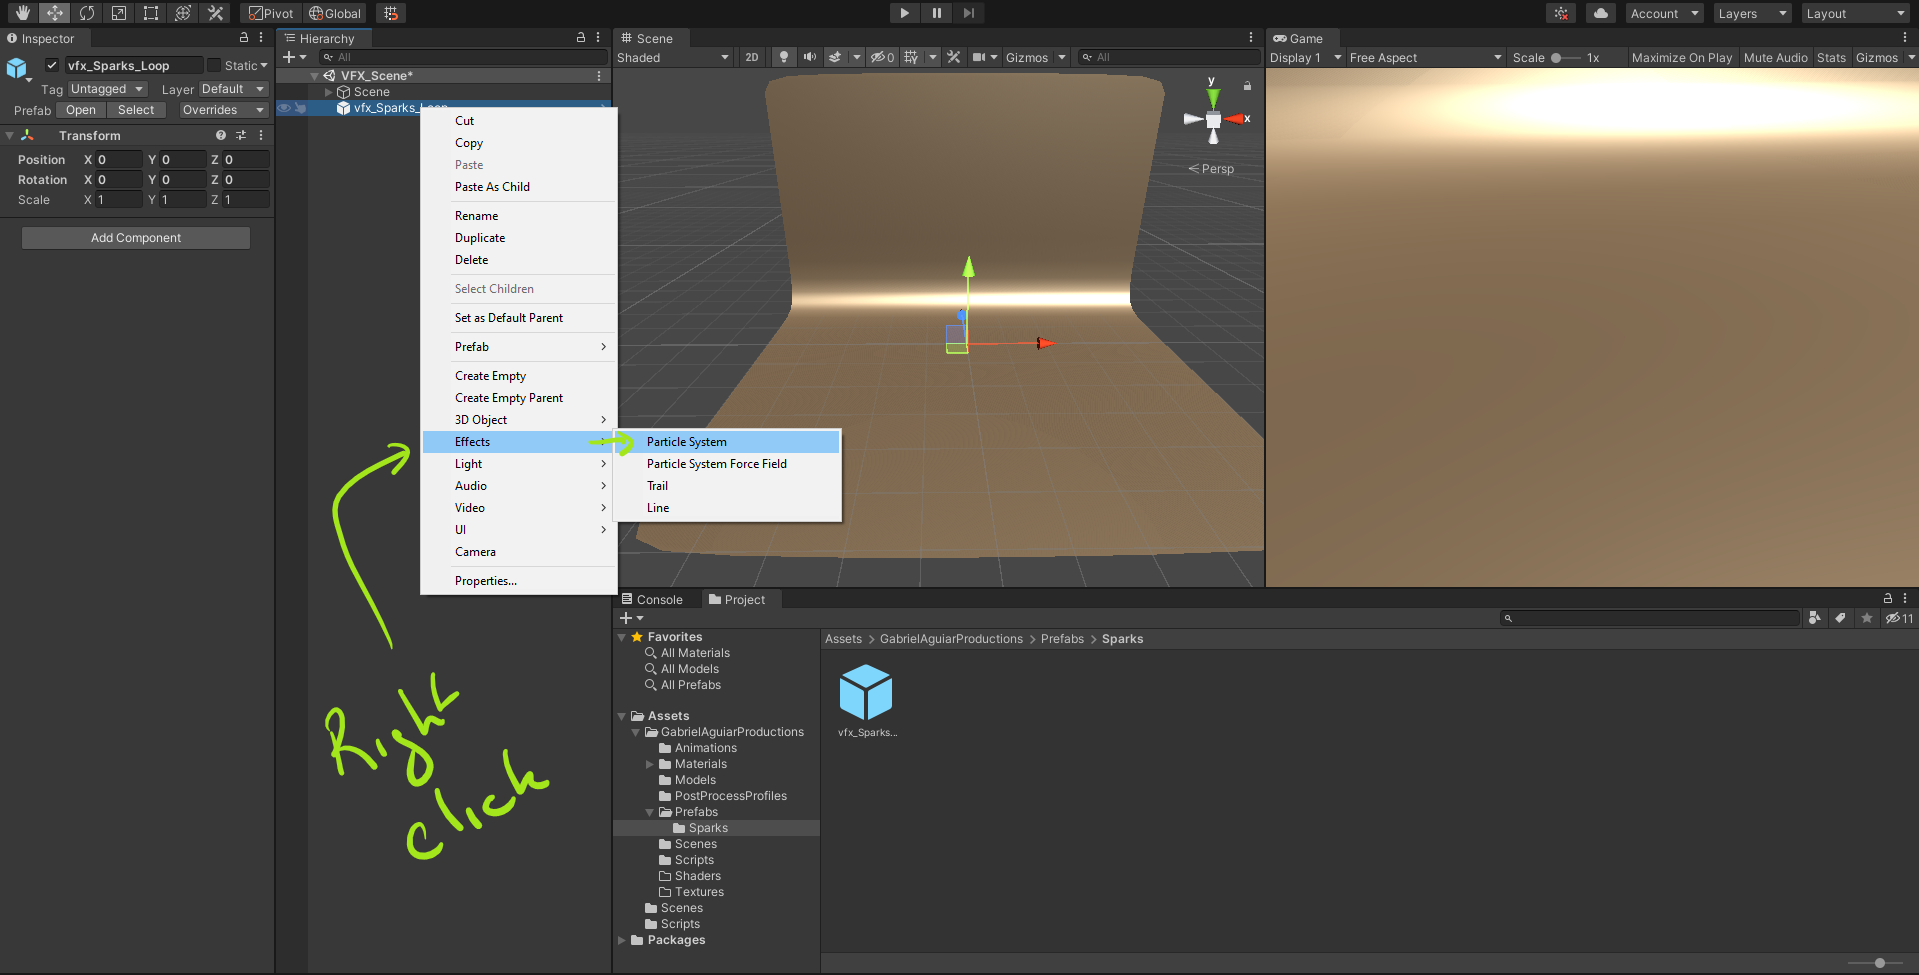 Pivot Global Account Layers Layout
Inspector
vfx_Sparks_Loop Static
Tag Untagged Layer Default
Prefab Open Select Overrides
Transform
Position X 0 Y 0 Z 0
Rotation X 0 Y 0 Z 0
Scale X 1 Y 1 Z 1
Add Component
Hierarchy
All
VFX_Scene*
Scene
vfx_Sparks_Loop
Cut
Copy
Paste
Paste As Child
Rename
Duplicate
Delete
Select Children
Set as Default Parent
Prefab
Create Empty
Create Empty Parent
3D Object
Effects
Light
Audio
Video
UI
Camera
Properties...
Particle System
Particle System Force Field
Trail
Line
Right
click
Scene
Shaded 2D 0 Gizmos All
y
x
Persp
Game
Display 1 Free Aspect Scale 1x Maximize On Play Mute Audio Stats Gizmos
Console Project
11
Favorites
All Materials
All Models
All Prefabs
Assets
GabrielAguiarProductions
Animations
Materials
Models
PostProcessProfiles
Prefabs
Sparks
Scenes
Scripts
Shaders
Textures
Scenes
Scripts
Packages
Assets > GabrielAguiarProductions > Prefabs > Sparks
vfx_Sparks...